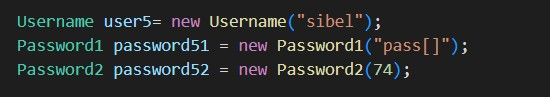 Username user5= new Username("sibel");
Password1 password51 = new Password1("pass[]");
Password2 password52 = new Password2(74);